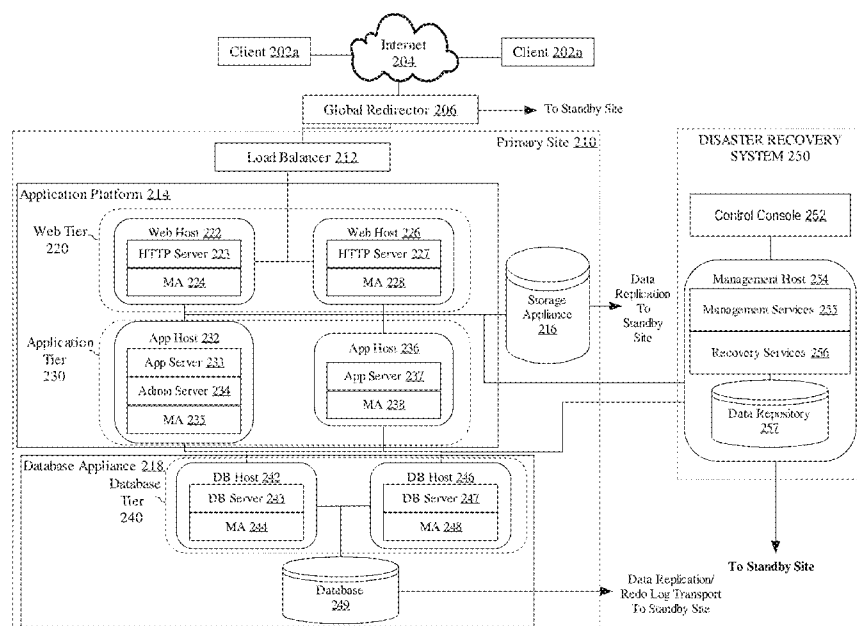 Internet
204
Client 202a
Client 202a
Global Redirector 206
To Standby Site
Primary Site 210
Load Balancer 212
DISASTER RECOVERY
SYSTEM 250
Application Platform 214
Control Console 252
Web Tier
220
Web Host 222
HTTP Server 223
MA 224
Web Host 226
HTTP Server 227
MA 228
Storage
Appliance
216
Data
Replication
To
Standby
Site
Management Host 254
Management Services 255
Recovery Services 256
Data Repository
257
Application
Tier
230
App Host 232
App Server 233
Admin Server 234
MA 235
App Host 236
App Server 237
MA 238
Database Appliance 218
Database
Tier
240
DB Host 242
DB Server 243
MA 244
DB Host 246
DB Server 247
MA 248
To Standby Site
Database
249
Data Replication/
Redo Log Transport
To Standby Site